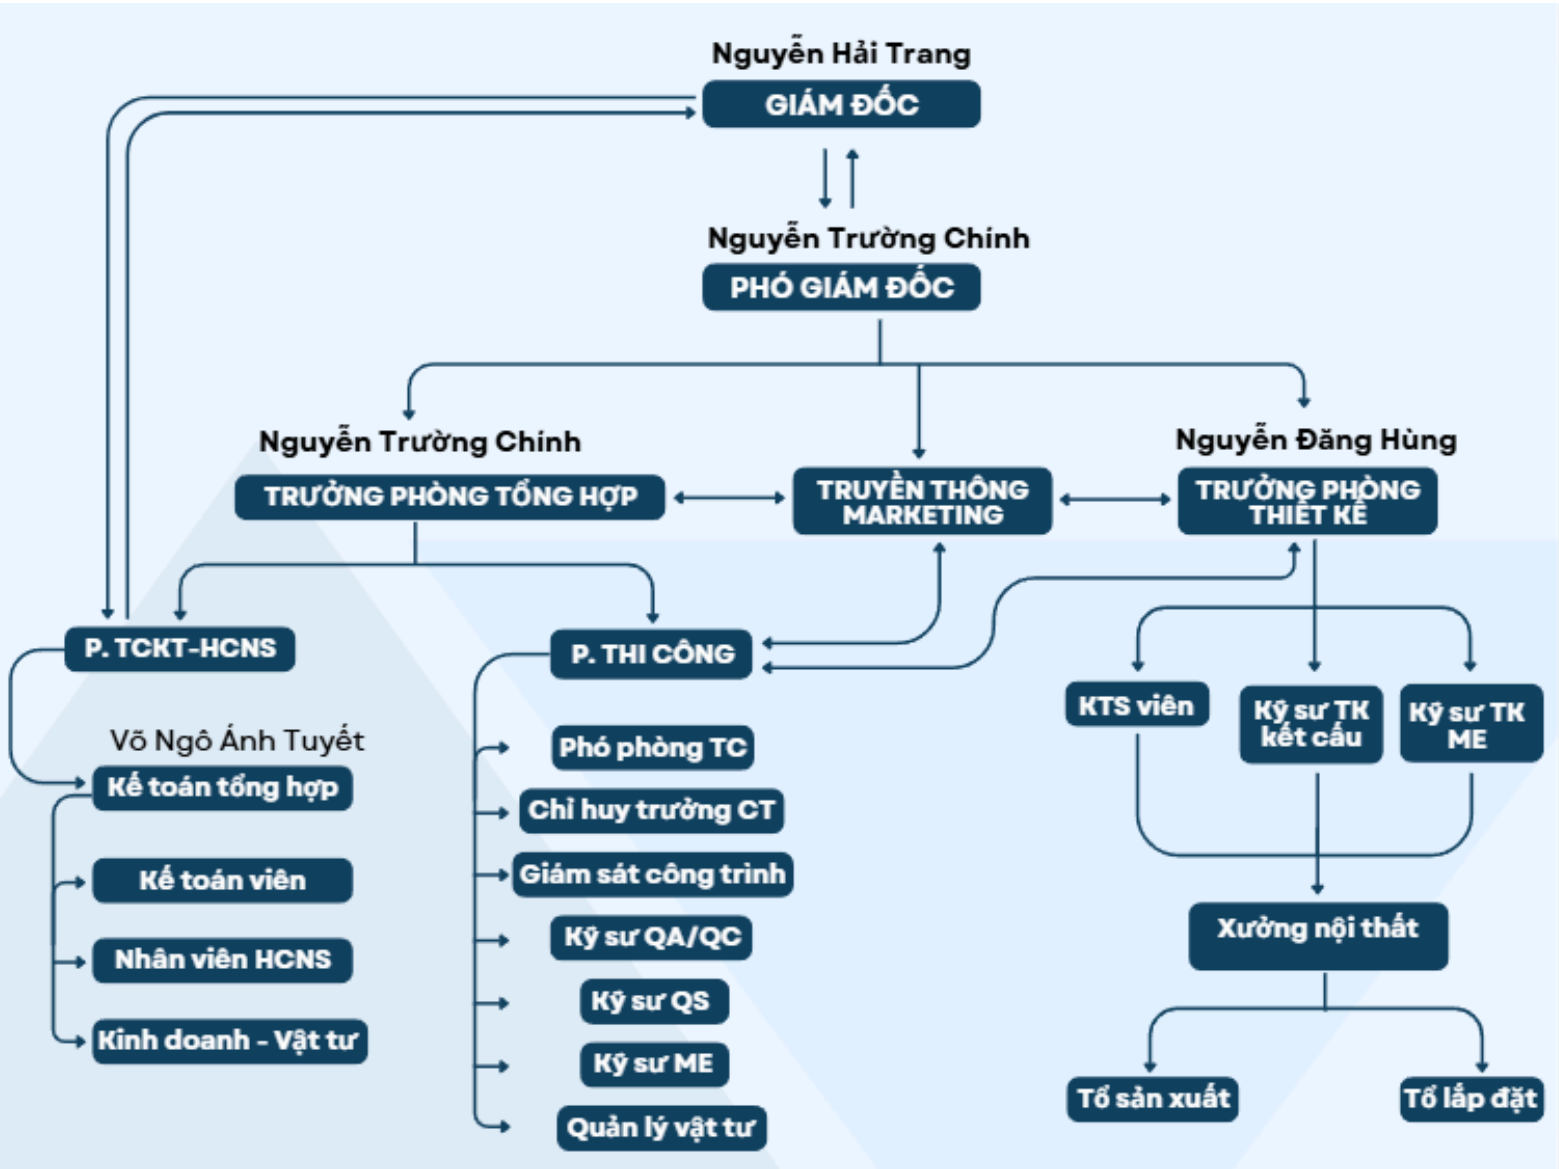 Nguyễn Hải Trang
GIÁM ĐỐC
Nguyễn Trường Chính
PHÓ GIÁM ĐỐC
Nguyễn Trường Chính
TRƯỞNG PHÒNG TỔNG HỢP
TRUYỀN THÔNG
MARKETING
Nguyễn Đăng Hùng
TRƯỞNG PHÒNG
THIẾT KẾ
P. TCKT-HCNS
Võ Ngô Ánh Tuyết
Kế toán tổng hợp
Kế toán viên
Nhân viên HCNS
Kinh doanh - Vật tư
P. THI CÔNG
Phó phòng TC
Chỉ huy trưởng CT
Giám sát công trình
Kỹ sư QA/QC
Kỹ sư QS
Kỹ sư ME
Quản lý vật tư
KTS viên
Kỹ sư TK
kết cấu
Kỹ sư TK
ME
Xưởng nội thất
Tổ sản xuất
Tổ lắp đặt